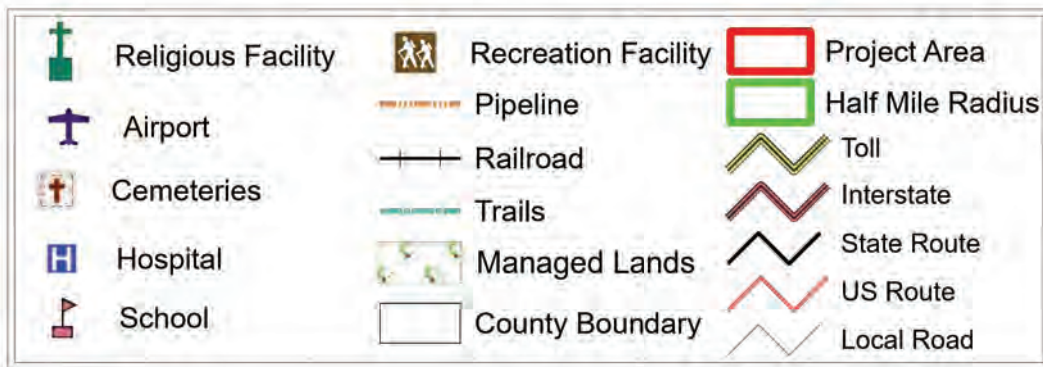 Religious Facility
Airport
Cemeteries
H
Hospital
School
Recreation Facility
Pipeline
Railroad
Trails
Managed Lands
County Boundary
Project Area
Half Mile Radius
Toll
Interstate
State Route
US Route
Local Road